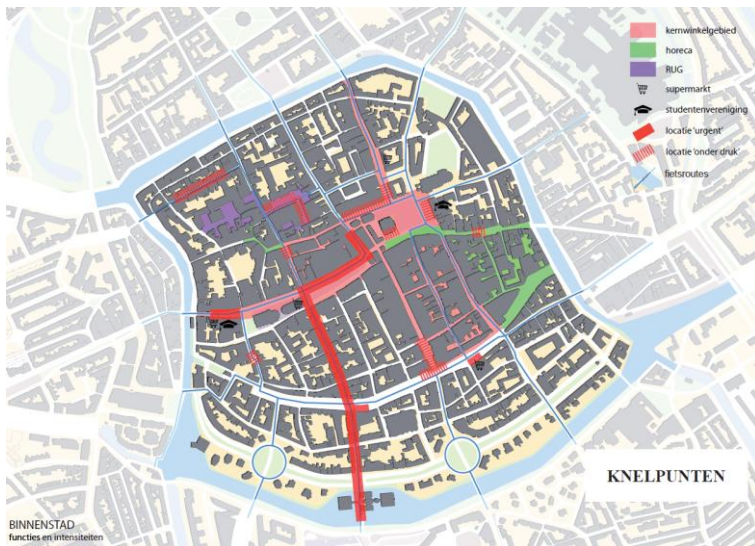 kernwinkelgebied
horeca
RUG
supermarkt
studentenvereniging
locatie 'urgent'
locatie 'onder druk'
fietsroutes
KNELPUNTEN
BINNENSTAD
functies en intensiteiten